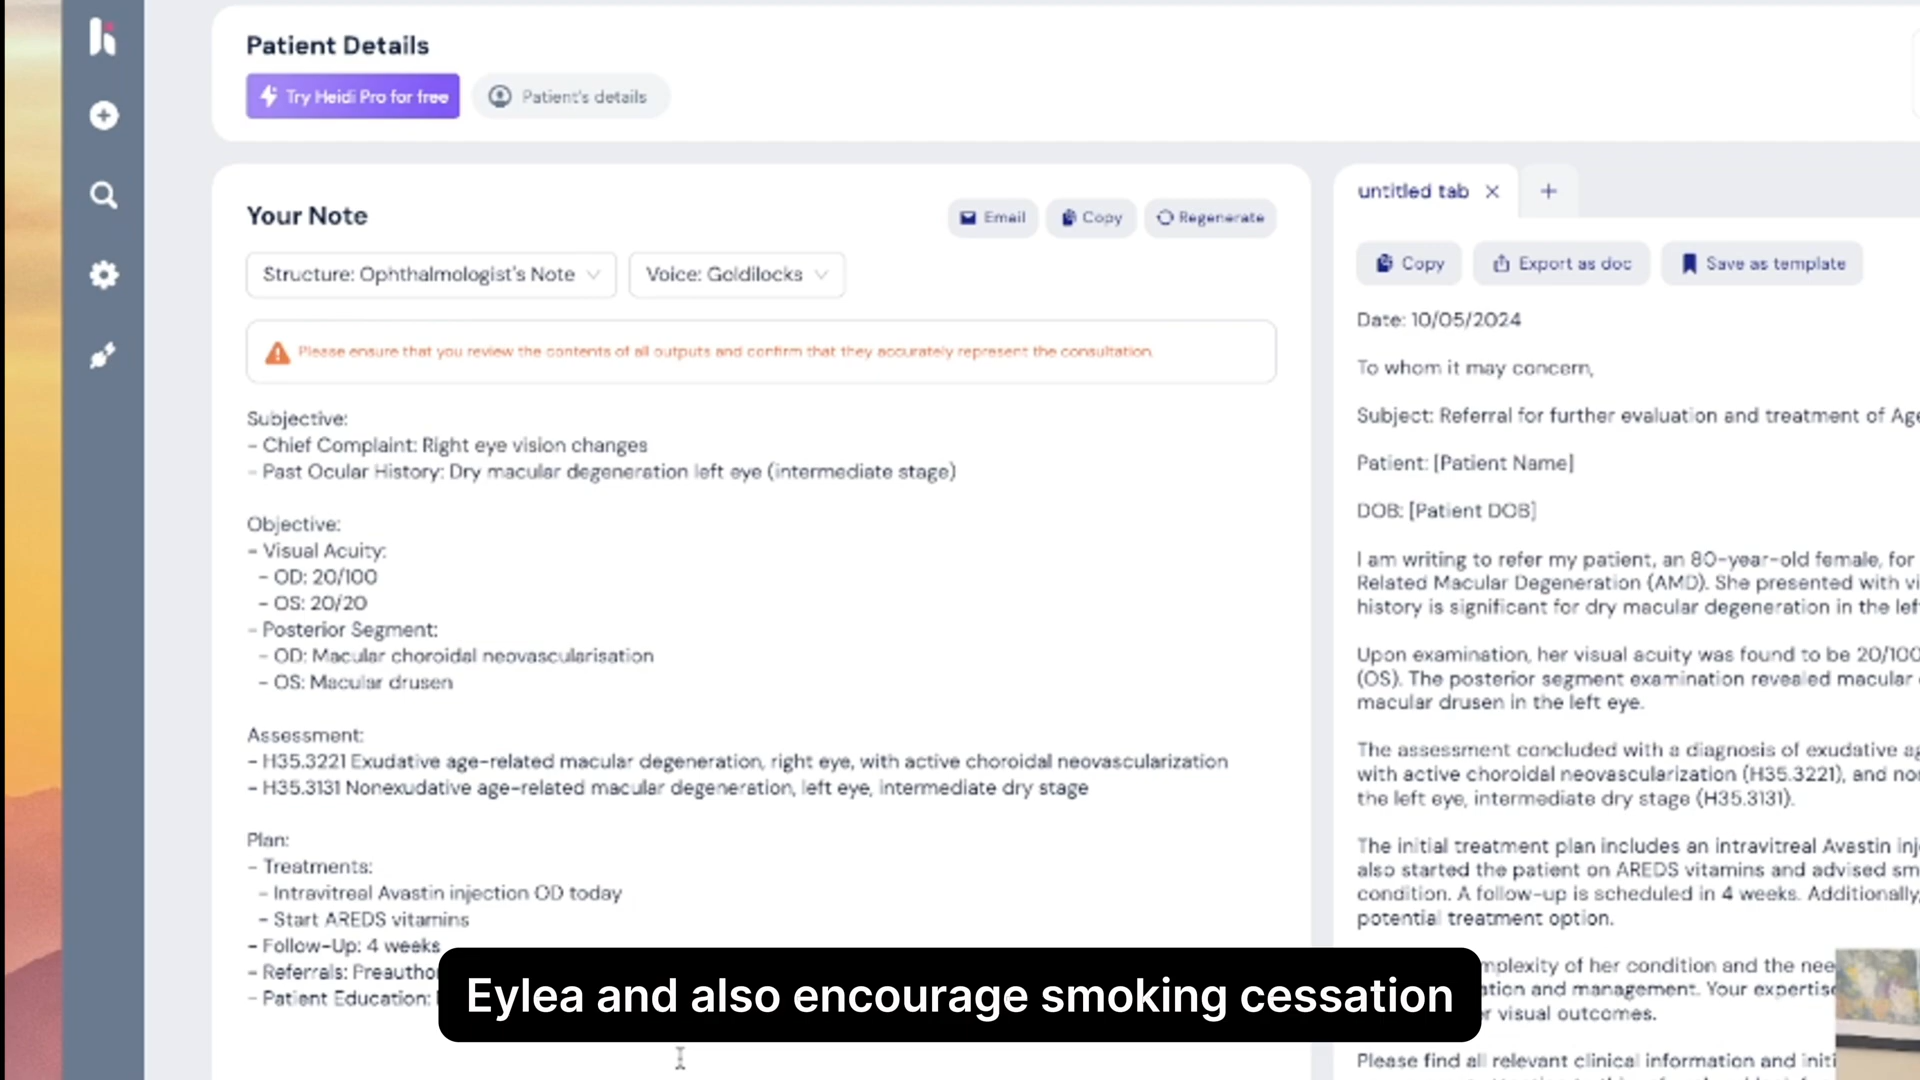 Patient Details
Try Heidi Pro for free
Patient's details
Your Note
Email
Copy
Regenerate
Structure: Ophthalmologist's Note
Voice: Goldilocks
Please ensure that you review the contents of all outputs and confirm that they accurately represent the consultation.
Subjective:
- Chief Complaint: Right eye vision changes
- Past Ocular History: Dry macular degeneration left eye (intermediate stage)
Objective:
- Visual Acuity:
- OD: 20/100
- OS: 20/20
- Posterior Segment:
- OD: Macular choroidal neovascularisation
- OS: Macular drusen
Assessment:
- H35.3221 Exudative age-related macular degeneration, right eye, with active choroidal neovascularization
- H35.3131 Nonexudative age-related macular degeneration, left eye, intermediate dry stage
Plan:
- Treatments:
- Intravitreal Avastin injection OD today
- Start AREDS vitamins
- Follow-Up: 4 weeks
- Referrals:
- Patient Education:
untitled tab
Copy
Export as doc
Save as template
Date: 10/05/2024
To whom it may concern,
Subject: Referral for further evaluation and treatment of
Patient: [Patient Name]
DOB: [Patient DOB]
I am writing to refer my patient, an 80-year-old female, for
Related Macular Degeneration (AMD). She presented with
history is significant for dry macular degeneration in the
Upon examination, her visual acuity was found to be 20/100
(OS). The posterior segment examination revealed macular
macular drusen in the left eye.
The assessment concluded with a diagnosis of exudative
with active choroidal neovascularization (H35.3221), and
the left eye, intermediate dry stage (H35.3131).
The initial treatment plan includes an intravitreal Avastin
also started the patient on AREDS vitamins and advised
condition. A follow-up is scheduled in 4 weeks. Additionally,
potential treatment option.
of her condition and the
and management. Your
visual outcomes.
Please find all relevant clinical information and
Eylea and also encourage smoking cessation